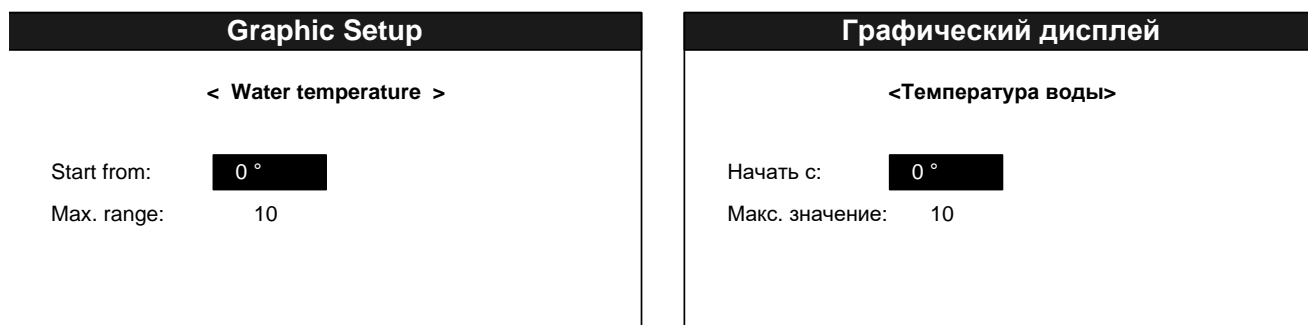 Graphic Setup
< Water temperature >
Start from: 0 °
Max. range: 10
Графический дисплей
<Температура воды>
Начать с: 0 °
Макс. значение: 10